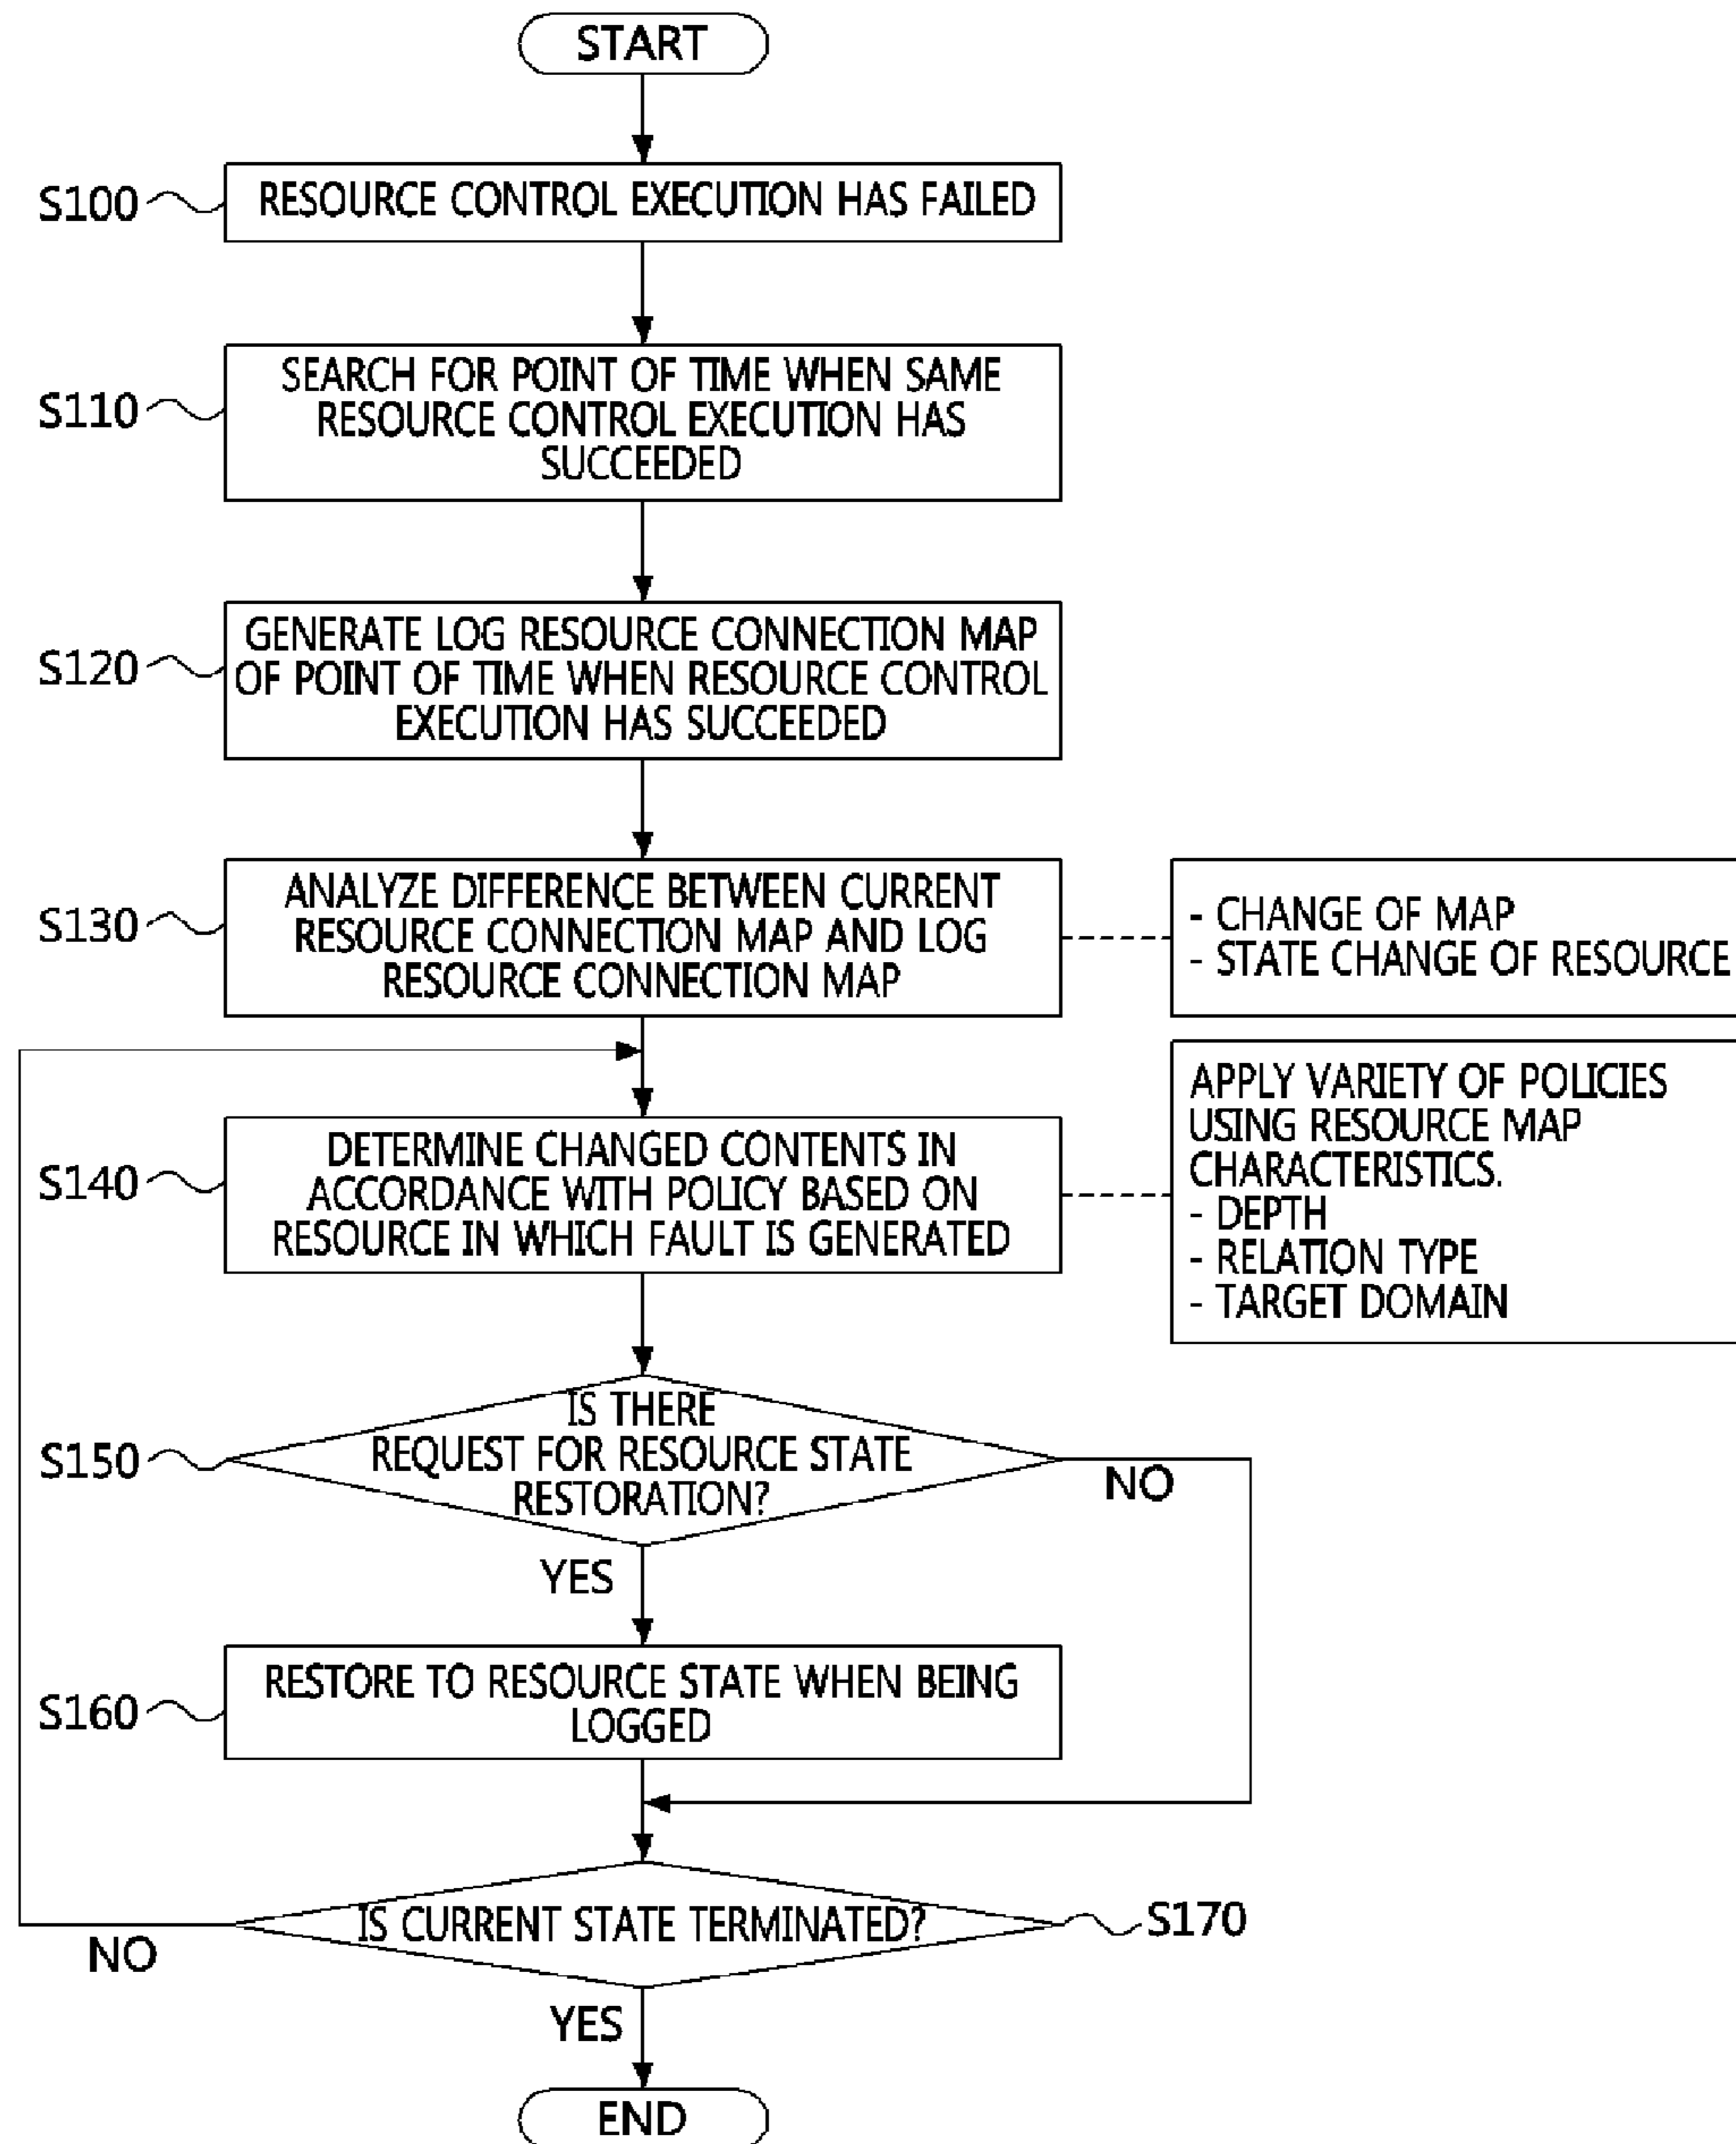 START
S100
RESOURCE CONTROL EXECUTION HAS FAILED
S110
SEARCH FOR POINT OF TIME WHEN SAME
RESOURCE CONTROL EXECUTION HAS
SUCCEEDED
S120
GENERATE LOG RESOURCE CONNECTION MAP
OF POINT OF TIME WHEN RESOURCE CONTROL
EXECUTION HAS SUCCEEDED
S130
ANALYZE DIFFERENCE BETWEEN CURRENT
RESOURCE CONNECTION MAP AND LOG
RESOURCE CONNECTION MAP
- CHANGE OF MAP
- STATE CHANGE OF RESOURCE
S140
DETERMINE CHANGED CONTENTS IN
ACCORDANCE WITH POLICY BASED ON
RESOURCE IN WHICH FAULT IS GENERATED
APPLY VARIETY OF POLICIES
USING RESOURCE MAP
CHARACTERISTICS.
- DEPTH
- RELATION TYPE
- TARGET DOMAIN
S150
IS THERE
REQUEST FOR RESOURCE STATE
RESTORATION?
NO
YES
S160
RESTORE TO RESOURCE STATE WHEN BEING
LOGGED
IS CURRENT STATE TERMINATED?
S170
NO
YES
END